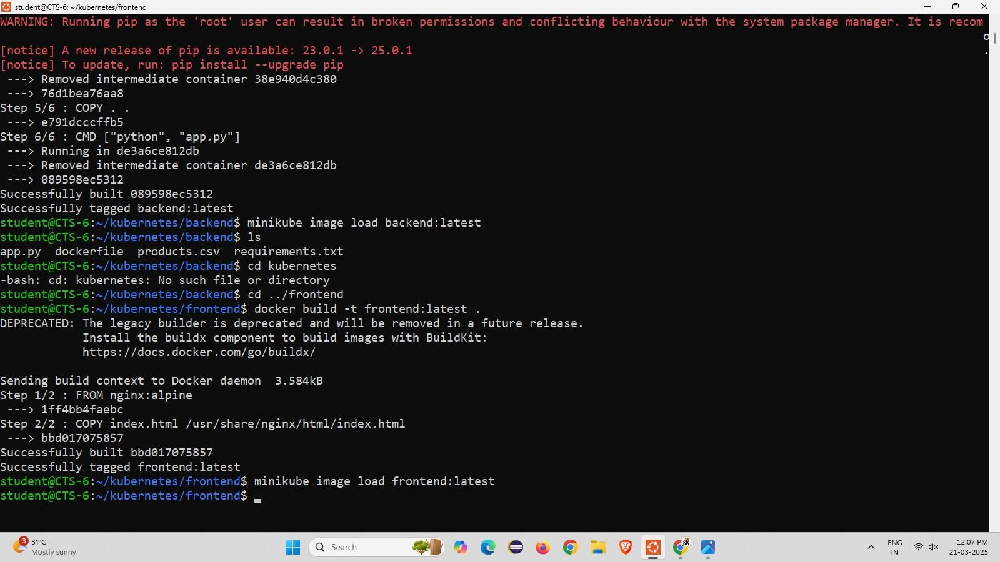 student@CTS-6: ~/kubernetes/frontend
WARNING: Running pip as the 'root' user can result in broken permissions and conflicting behaviour with the system package manager. It is recom
[notice] A new release of pip is available: 23.0.1 -> 25.0.1
[notice] To update, run: pip install --upgrade pip
 ---> Removed intermediate container 38e940d4c380
 ---> 76d1bea76aa8
Step 5/6 : COPY . .
 ---> e791dcccffb5
Step 6/6 : CMD ["python", "app.py"]
 ---> Running in de3a6ce812db
 ---> Removed intermediate container de3a6ce812db
 ---> 089598ec5312
Successfully built 089598ec5312
Successfully tagged backend:latest
student@CTS-6:~/kubernetes/backend$ minikube image load backend:latest
student@CTS-6:~/kubernetes/backend$ ls
app.py  dockerfile  products.csv  requirements.txt
student@CTS-6:~/kubernetes/backend$ cd kubernetes
-bash: cd: kubernetes: No such file or directory
student@CTS-6:~/kubernetes/backend$ cd ../frontend
student@CTS-6:~/kubernetes/frontend$ docker build -t frontend:latest .
DEPRECATED: The legacy builder is deprecated and will be removed in a future release.
            Install the buildx component to build images with BuildKit:
            https://docs.docker.com/go/buildx/
Sending build context to Docker daemon  3.584kB
Step 1/2 : FROM nginx:alpine
 ---> 1ff4bb4faebc
Step 2/2 : COPY index.html /usr/share/nginx/html/index.html
 ---> bbd017075857
Successfully built bbd017075857
Successfully tagged frontend:latest
student@CTS-6:~/kubernetes/frontend$ minikube image load frontend:latest
student@CTS-6:~/kubernetes/frontend$
3
31°C
Mostly sunny
Search
SK
ENG
IN
12:07 PM
21-03-2025